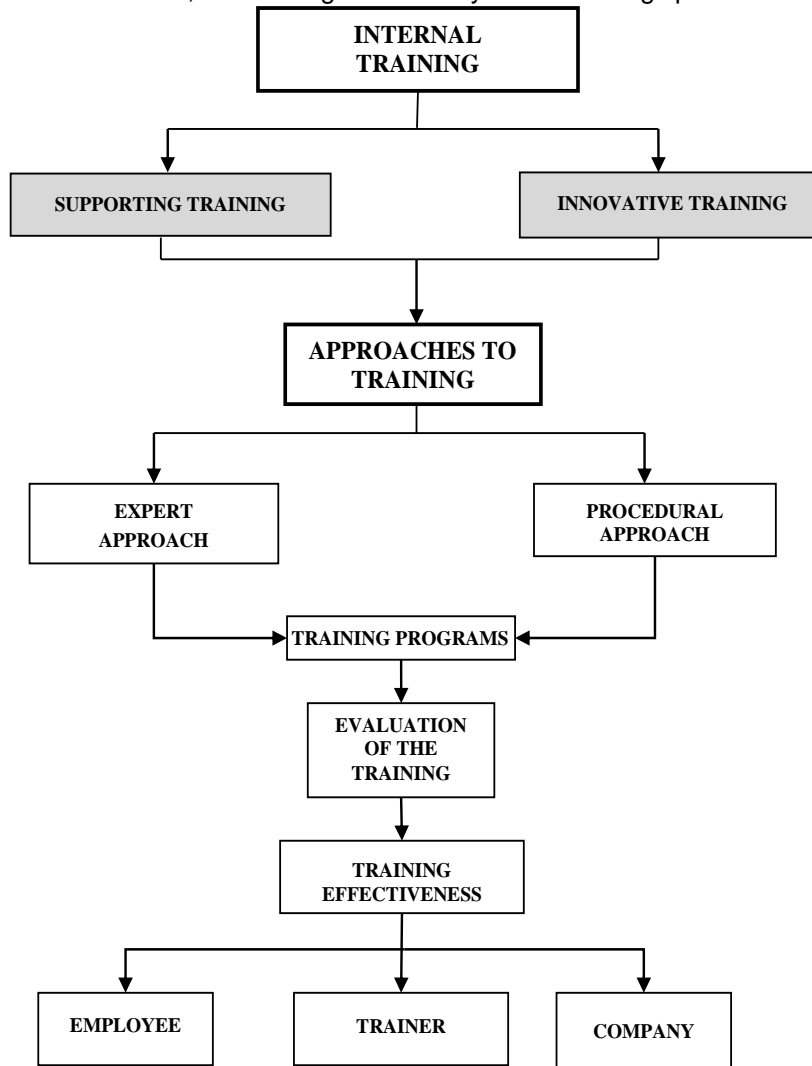 INTERNAL
TRAINING
SUPPORTING TRAINING
INNOVATIVE TRAINING
APPROACHES TO
TRAINING
EXPERT
APPROACH
PROCEDURAL
APPROACH
TRAINING PROGRAMS
EVALUATION
OF THE
TRAINING
TRAINING
EFFECTIVENESS
EMPLOYEE
TRAINER
COMPANY